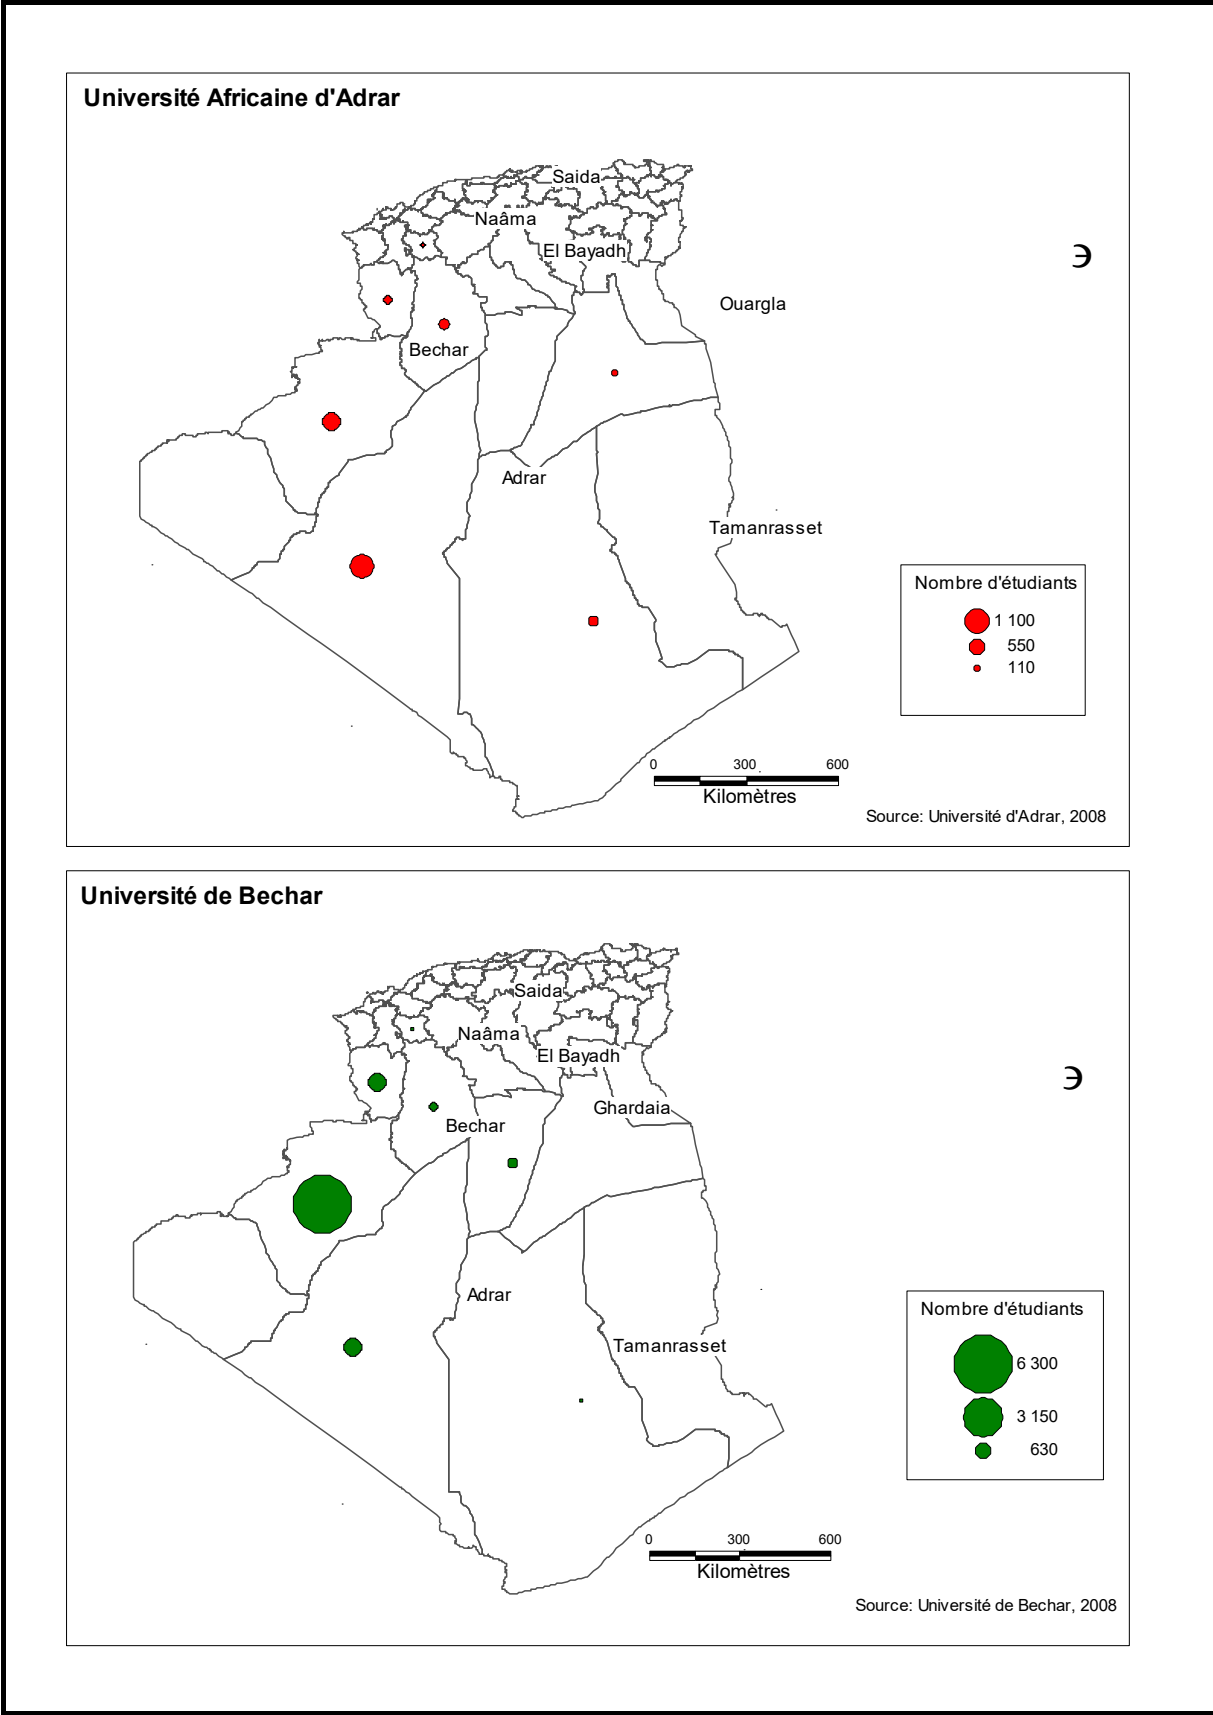 Université Africaine d'Adrar
Saida
Naâma
El Bayadh
Ouargla
Bechar
Adrar
Tamanrasset
Nombre d'étudiants
1 100
550
110
0 300 600
Kilomètres
Source: Université d'Adrar, 2008
Université de Bechar
Saida
Naâma
El Bayadh
Ghardaia
Bechar
Adrar
Tamanrasset
Nombre d'étudiants
6 300
3 150
630
0 300 600
Kilomètres
Source: Université de Bechar, 2008